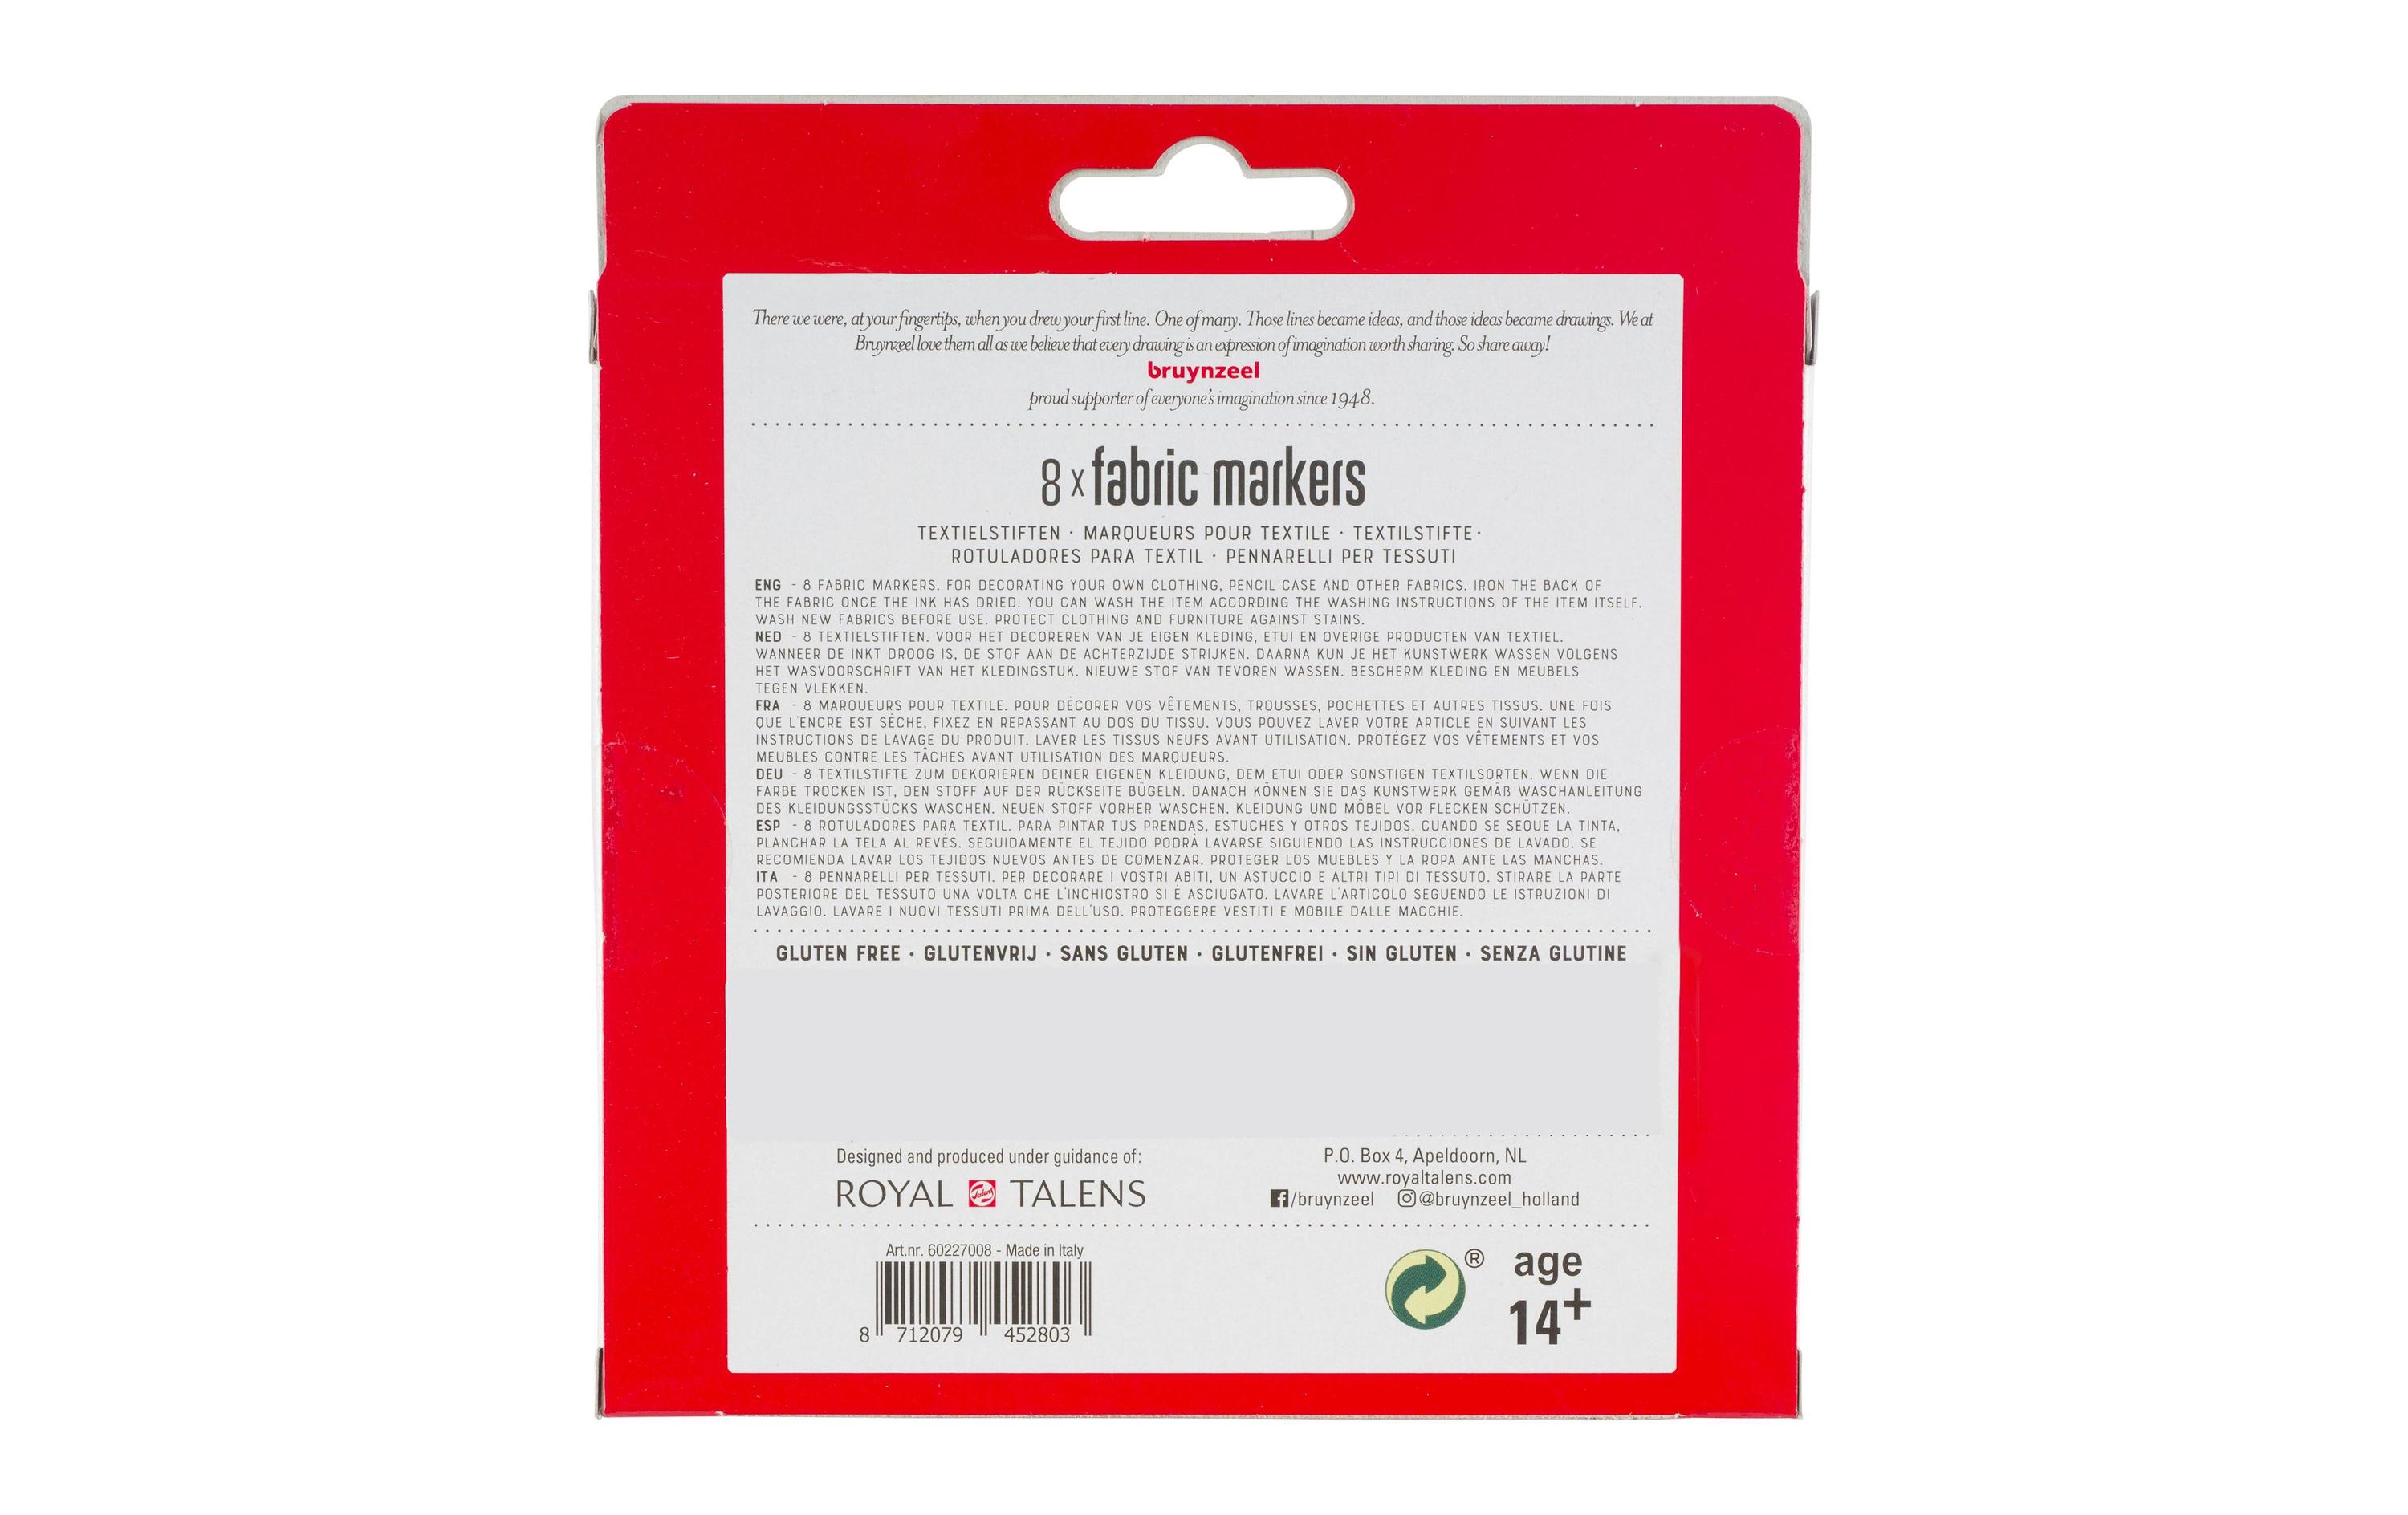 There we were, at your fingertips, when you drew your first line. One of many. Those lines became ideas, and those ideas became drawings. We at
Bruynzeel love them all as we believe that every drawing is an expression of imagination worth sharing. So share away!
bruynzeel
proud supporter of everyone's imagination since 1948.
8 x fabric markers
TEXTIELSTIFTEN · MARQUEURS POUR TEXTILE · TEXTILSTIFTE ·
ROTULADORES PARA TEXTIL · PENNARELLI PER TESSUTI
ENG - 8 FABRIC MARKERS. FOR DECORATING YOUR OWN CLOTHING, PENCIL CASE AND OTHER FABRICS. IRON THE BACK OF
THE FABRIC ONCE THE INK HAS DRIED. YOU CAN WASH THE ITEM ACCORDING THE WASHING INSTRUCTIONS OF THE ITEM ITSELF.
WASH NEW FABRICS BEFORE USE. PROTECT CLOTHING AND FURNITURE AGAINST STAINS.
NED - 8 TEXTIELSTIFTEN. VOOR HET DECOREREN VAN JE EIGEN KLEDING, ETUI EN OVERIGE PRODUCTEN VAN TEXTIEL.
WANNEER DE INKT DROOG IS, DE STOF AAN DE ACHTERZIJDE STRIJKEN. DAARNA KUN JE HET KUNSTWERK WASSEN VOLGENS
HET WASVOORSCHRIFT VAN HET KLEDINGSTUK. NIEUWE STOF VAN TEVOREN WASSEN. BESCHERM KLEDING EN MEUBELS
TEGEN VLEKKEN.
FRA - 8 MARQUEURS POUR TEXTILE. POUR DÉCORER VOS VÊTEMENTS, TROUSSES, POCHETTES ET AUTRES TISSUS. UNE FOIS
QUE L'ENCRE EST SÈCHE, FIXEZ EN REPASSANT AU DOS DU TISSU. VOUS POUVEZ LAVER VOTRE ARTICLE EN SUIVANT LES
INSTRUCTIONS DE LAVAGE DU PRODUIT. LAVER LES TISSUS NEUFS AVANT UTILISATION. PROTÉGEZ VOS VÊTEMENTS ET VOS
MEUBLES CONTRE LES TÂCHES AVANT UTILISATION DES MARQUEURS.
DEU - 8 TEXTILSTIFTE ZUM DEKORIEREN DEINER EIGENEN KLEIDUNG, DEM ETUI ODER SONSTIGEN TEXTILSORTEN. WENN DIE
FARBE TROCKEN IST, DEN STOFF AUF DER RÜCKSEITE BÜGELN. DANACH KÖNNEN SIE DAS KUNSTWERK GEMÄß WASCHANLEITUNG
DES KLEIDUNGSSTÜCKS WASCHEN. NEUEN STOFF VORHER WASCHEN. KLEIDUNG UND MÖBEL VOR FLECKEN SCHÜTZEN.
ESP - 8 ROTULADORES PARA TEXTIL. PARA PINTAR TUS PRENDAS, ESTUCHES Y OTROS TEJIDOS. CUANDO SE SEQUE LA TINTA,
PLANCHAR LA TELA AL REVÉS. SEGUIDAMENTE EL TEJIDO PODRÁ LAVARSE SIGUIENDO LAS INSTRUCCIONES DE LAVADO. SE
RECOMIENDA LAVAR LOS TEJIDOS NUEVOS ANTES DE COMENZAR. PROTEGER LOS MUEBLES Y LA ROPA ANTE LAS MANCHAS.
ITA - 8 PENNARELLI PER TESSUTI. PER DECORARE I VOSTRI ABITI, UN ASTUCCIO E ALTRI TIPI DI TESSUTO. STIRARE LA PARTE
POSTERIORE DEL TESSUTO UNA VOLTA CHE L'INCHIOSTRO SI È ASCIUGATO. LAVARE L'ARTICOLO SEGUENDO LE ISTRUZIONI DI
LAVAGGIO. LAVARE I NUOVI TESSUTI PRIMA DELL'USO. PROTEGGERE VESTITI E MOBILE DALLE MACCHIE.
GLUTEN FREE · GLUTENVRIJ · SANS GLUTEN · GLUTENFREI · SIN GLUTEN · SENZA GLUTINE
Designed and produced under guidance of:
ROYAL Talens TALENS
P.O. Box 4, Apeldoorn, NL
www.royaltalens.com
/bruynzeel @bruynzeel_holland
Art.nr. 60227008 - Made in Italy
8 712079 452803
®
age
14+